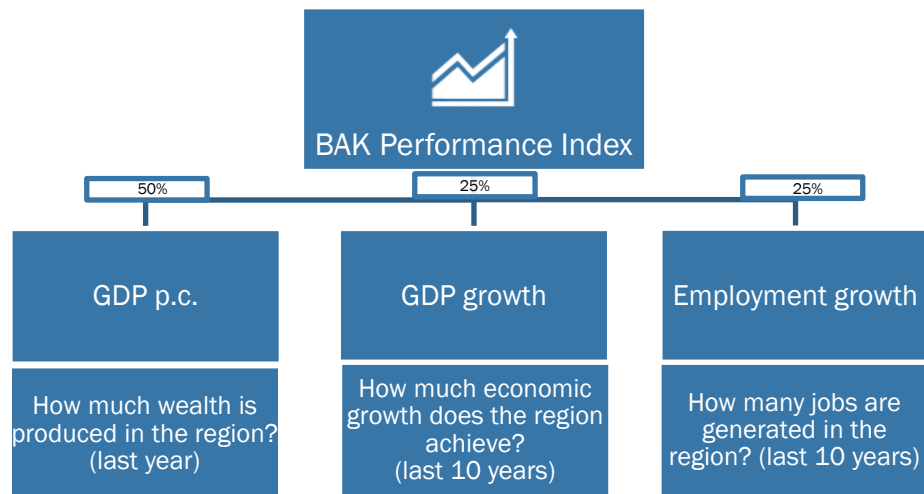 BAK Performance Index
50%
25%
25%
GDP p.c.
GDP growth
Employment growth
How much wealth is
produced in the region?
(last year)
How much economic
growth does the region
achieve?
(last 10 years)
How many jobs are
generated in the
region? (last 10 years)